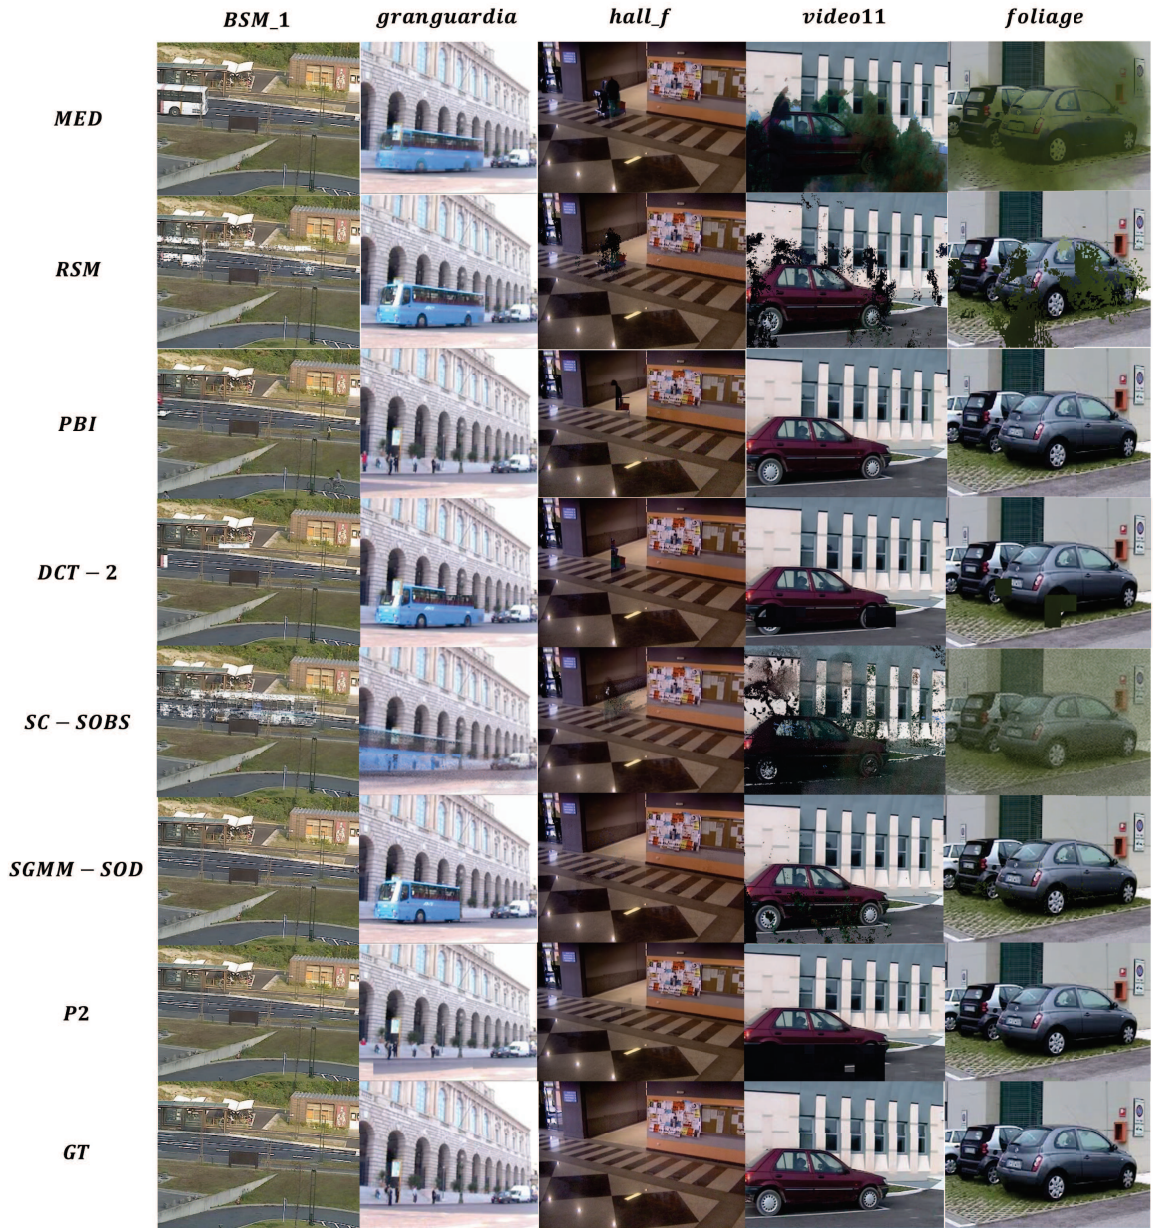 BSM_1 granguardia hall_f video11 foliage
MED
RSM
PBI
DCT − 2
SC − SOBS
SGMM − SOD
P2
GT